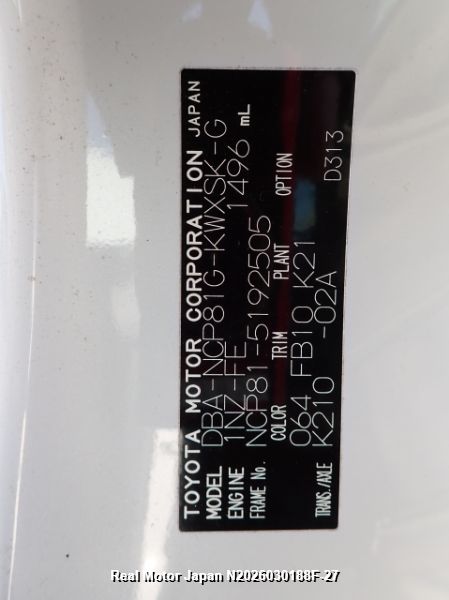 TOYOTA MOTOR CORPORATION JAPAN
MODEL DBA-NCP81G-KWXSK -G
ENGINE 1NZ-FE 1496 mL
FRAME No. NCP81-5192505
COLOR TRIM PLANT OPTION
064 FB10 K21 D313
TRANS./AXLE K210 -02A
Real Motor Japan N2026030188F-27